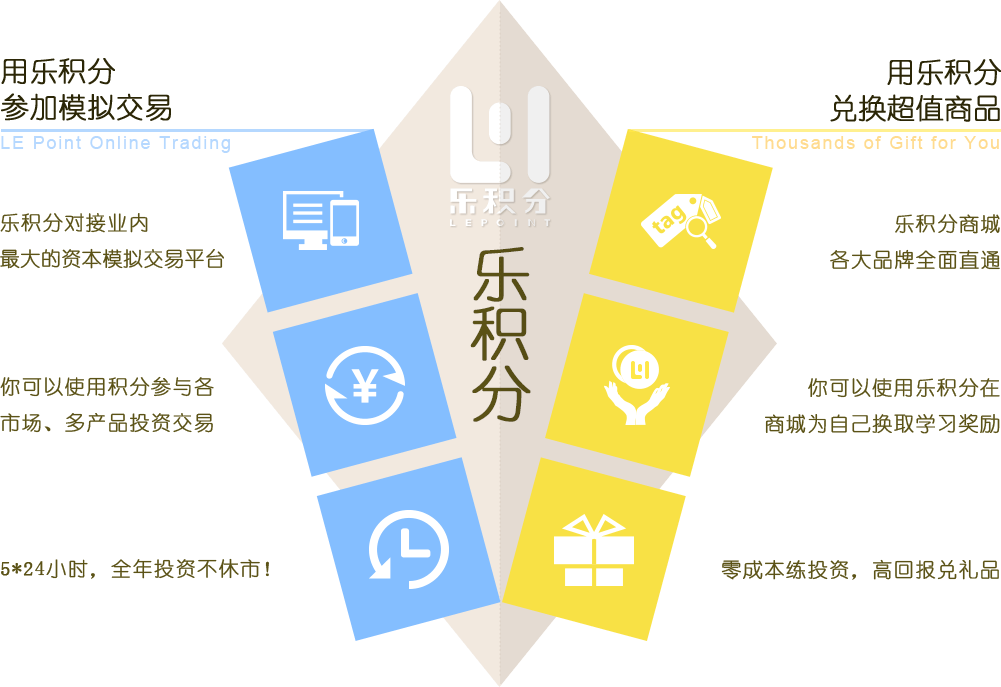 用乐积分
参加模拟交易
LE Point Online Trading
乐积分对接业内
最大的资本模拟交易平台
你可以使用积分参与各
市场、多产品投资交易
5*24小时，全年投资不休市！
乐积分
LEPOINT
乐积分
tag
¥
用乐积分
兑换超值商品
Thousands of Gift for You
乐积分商城
各大品牌全面直通
你可以使用乐积分在
商城为自己换取学习奖励
零成本练投资，高回报兑礼品